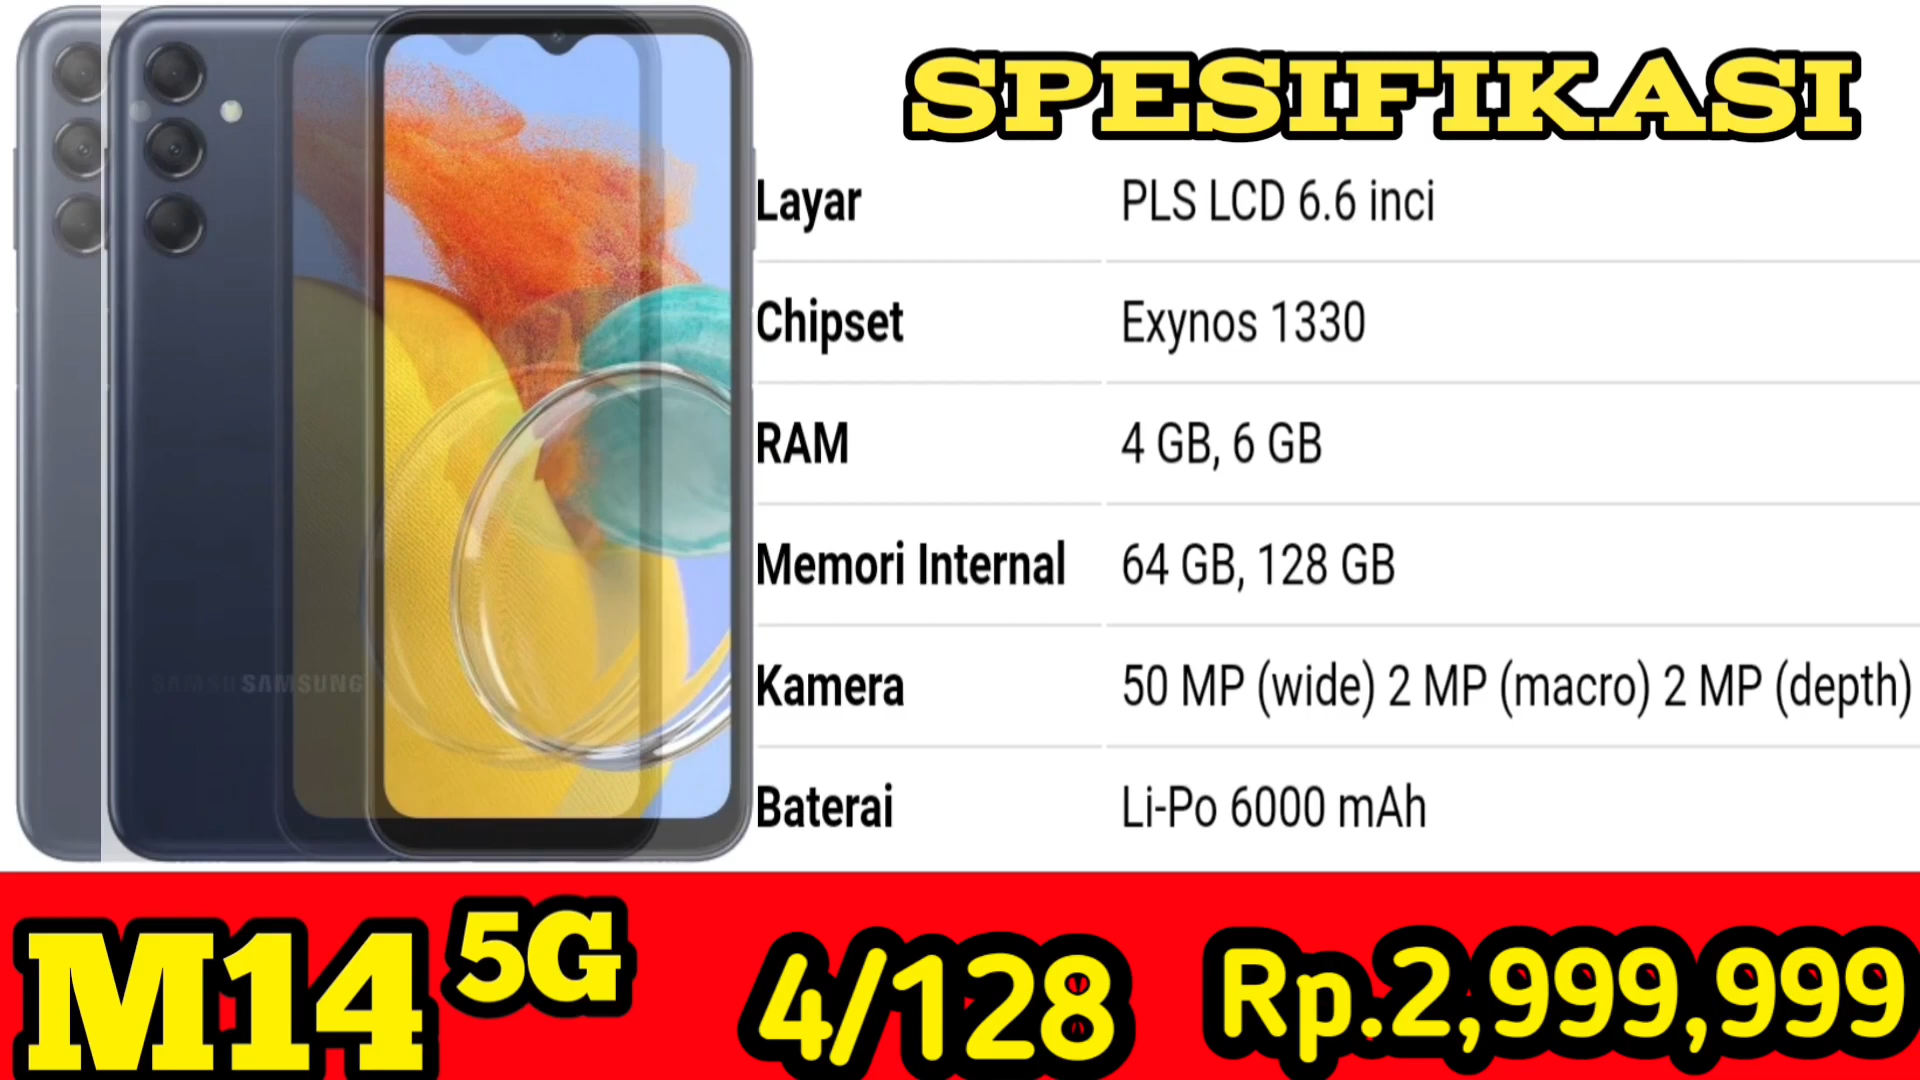 SPESIFIKASI
Layar PLS LCD 6.6 inci
Chipset Exynos 1330
RAM 4 GB, 6 GB
Memori Internal 64 GB, 128 GB
Kamera 50 MP (wide) 2 MP (macro) 2 MP (depth)
Baterai Li-Po 6000 mAh
SAMSU SAMSUNG
M14 5G 4/128 Rp.2,999,999